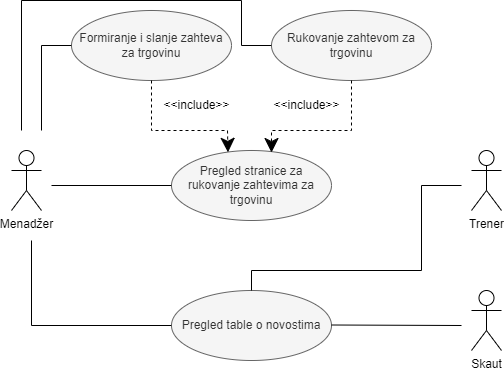 Formiranje i slanje zahteva
za trgovinu
Rukovanje zahtevom za
trgovinu
<<include>>
<<include>>
Pregled stranice za
rukovanje zahtevima za
trgovinu
Menadžer
Trener
Pregled table o novostima
Skaut